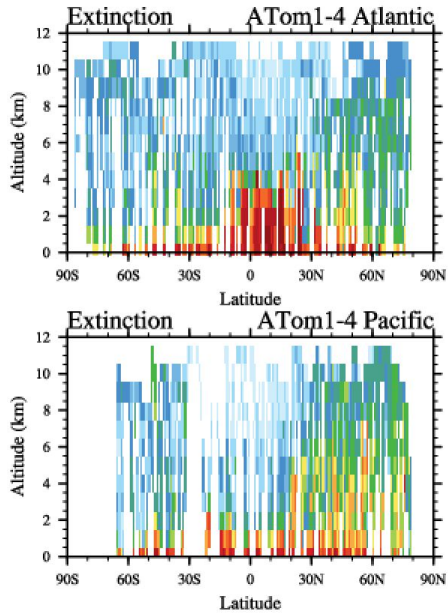 Extinction ATom1-4 Atlantic
12
10
8
6
4
2
0
Altitude (km)
90S 60S 30S 0 30N 60N 90N
Latitude
Extinction ATom1-4 Pacific
12
10
8
6
4
2
0
Altitude (km)
90S 60S 30S 0 30N 60N 90N
Latitude